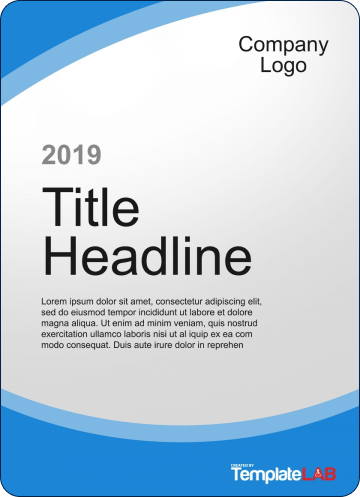 Company
Logo
2019
Title
Headline
Lorem ipsum dolor sit amet, consectetur adipiscing elit,
sed do eiusmod tempor incididunt ut labore et dolore
magna aliqua. Ut enim ad minim veniam, quis nostrud
exercitation ullamco laboris nisi ut al iquip ex ea com
modo consequat. Duis aute irure dolor in reprehen
CREATED BY
TemplateLAB